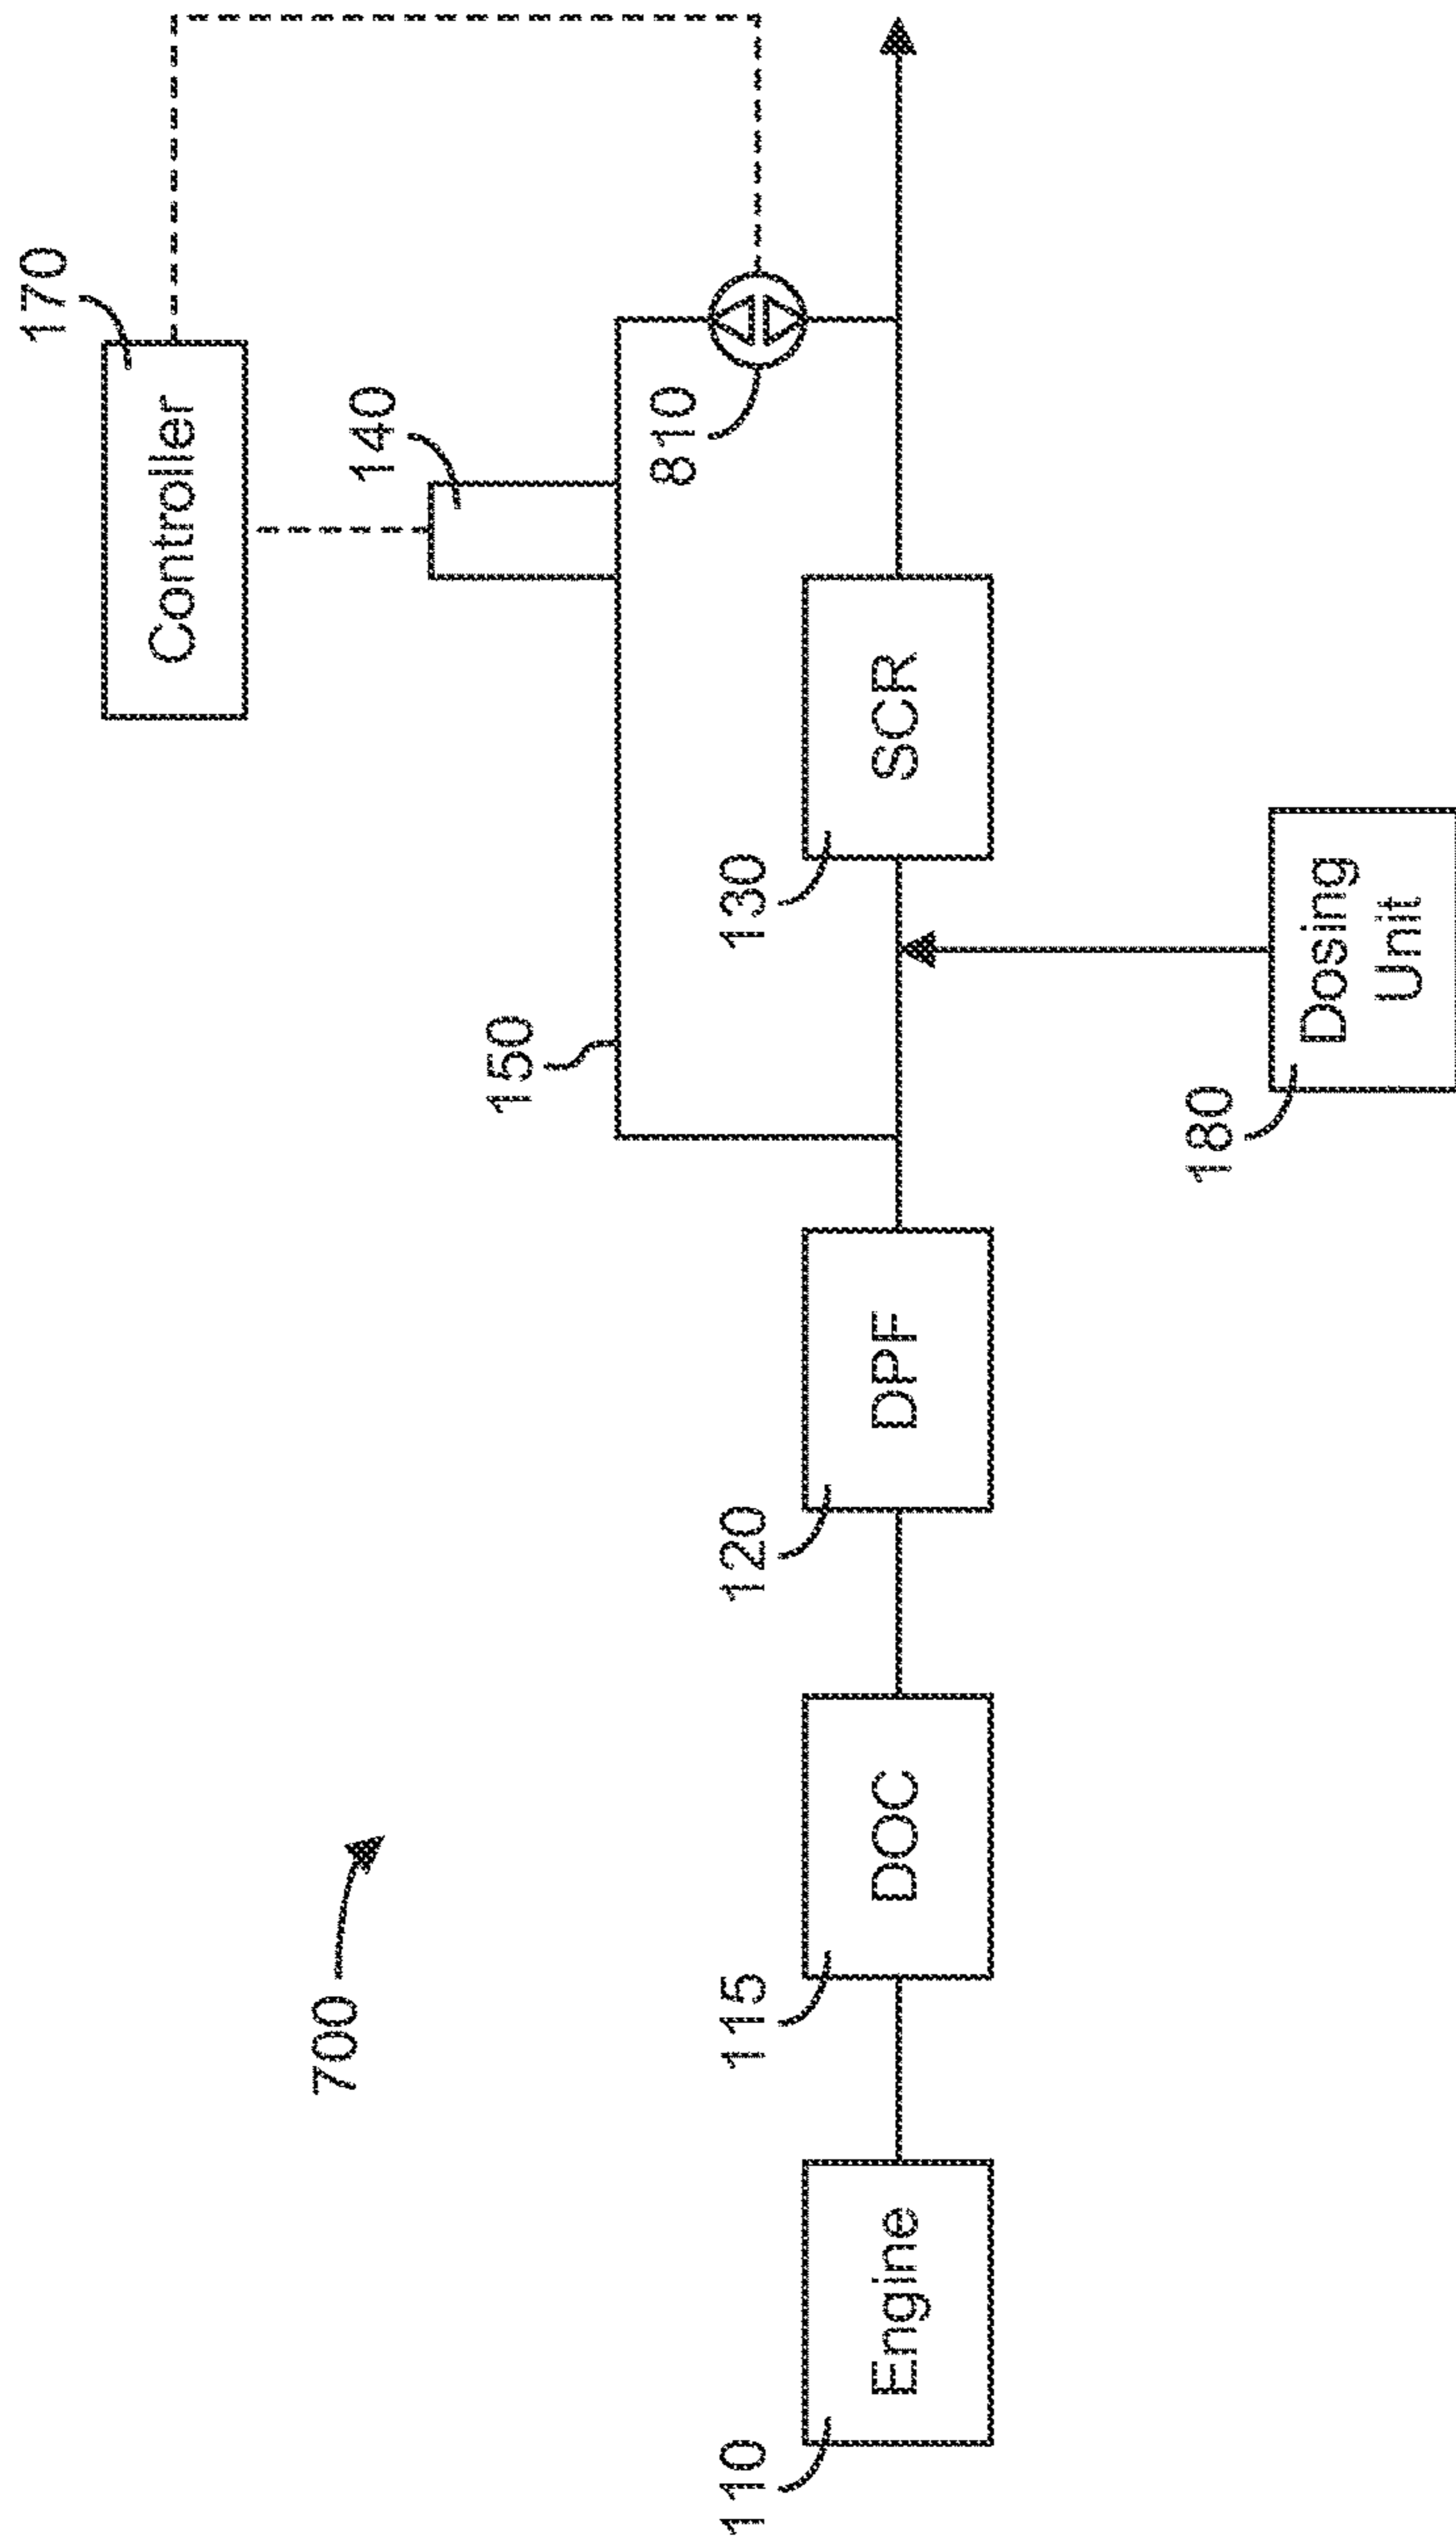 170
Controller
140
810
150
130
SCR
180
Dosing
Unit
120
DPF
700
115
DOC
110
Engine